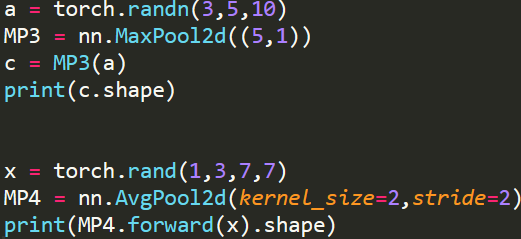 a = torch.randn(3,5,10)
MP3 = nn.MaxPool2d((5,1))
c = MP3(a)
print(c.shape)
x = torch.rand(1,3,7,7)
MP4 = nn.AvgPool2d(kernel_size=2,stride=2)
print(MP4.forward(x).shape)